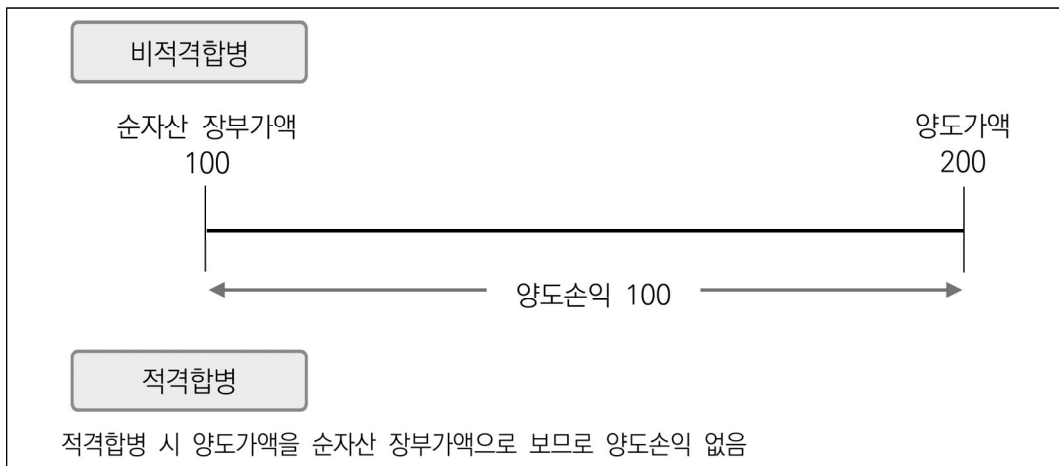 비적격합병
순자산 장부가액
100
양도가액
200
양도손익 100
적격합병
적격합병 시 양도가액을 순자산 장부가액으로 보므로 양도손익 없음